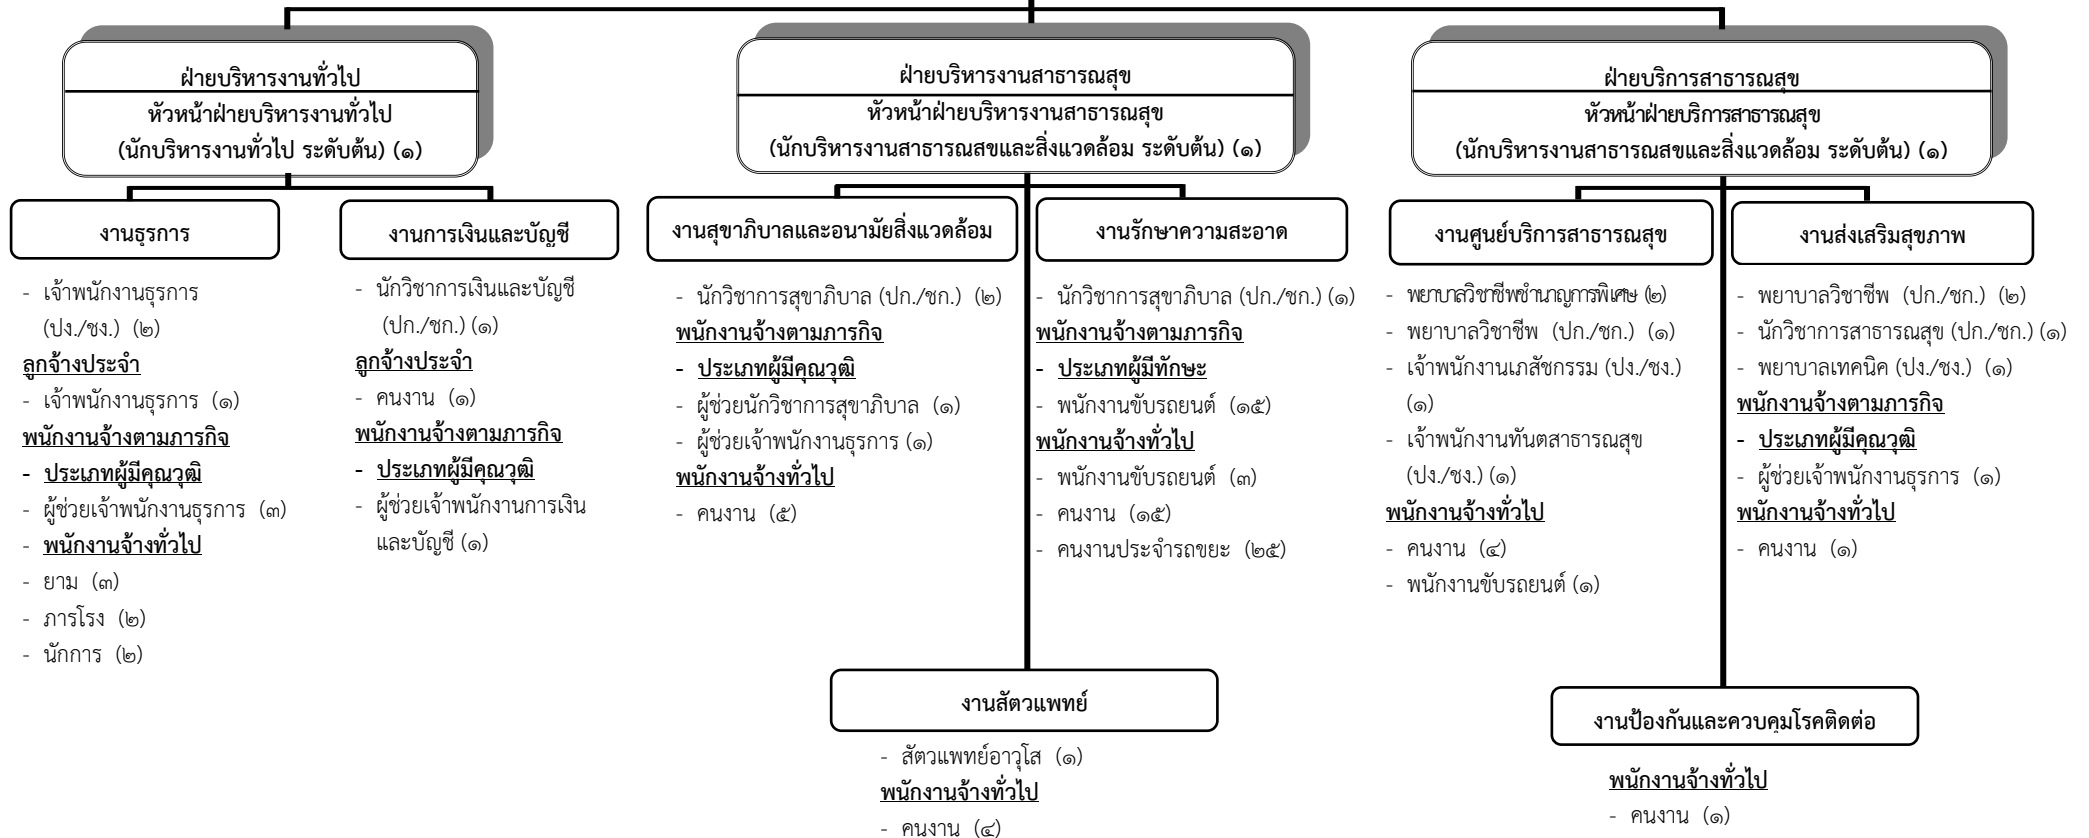 ฝ่ายบริหารงานทั่วไป
หัวหน้าฝ่ายบริหารงานทั่วไป
(นักบริหารงานทั่วไป ระดับต้น) (๑)
งานธุรการ
- เจ้าพนักงานธุรการ
(ปง./ชง.) (๒)
ลูกจ้างประจำ
- เจ้าพนักงานธุรการ (๑)
พนักงานจ้างตามภารกิจ
- ประเภทผู้มีคุณวุฒิ
- ผู้ช่วยเจ้าพนักงานธุรการ (๓)
- พนักงานจ้างทั่วไป
- ยาม (๓)
- ภารโรง (๒)
- นักการ (๒)
งานการเงินและบัญชี
- นักวิชาการเงินและบัญชี
(ปก./ชก.) (๑)
ลูกจ้างประจำ
- คนงาน (๑)
พนักงานจ้างตามภารกิจ
- ประเภทผู้มีคุณวุฒิ
- ผู้ช่วยเจ้าพนักงานการเงิน
และบัญชี (๑)
ฝ่ายบริหารงานสาธารณสุข
หัวหน้าฝ่ายบริหารงานสาธารณสุข
(นักบริหารงานสาธารณสขและสิ่งแวดล้อม ระดับต้น) (๑)
งานสุขาภิบาลและอนามัยสิ่งแวดล้อม
- นักวิชาการสุขาภิบาล (ปก./ชก.) (๒)
พนักงานจ้างตามภารกิจ
- ประเภทผู้มีคุณวุฒิ
- ผู้ช่วยนักวิชาการสุขาภิบาล (๑)
- ผู้ช่วยเจ้าพนักงานธุรการ (๑)
พนักงานจ้างทั่วไป
- คนงาน (๕)
งานรักษาความสะอาด
- นักวิชาการสุขาภิบาล (ปก./ชก.) (๑)
พนักงานจ้างตามภารกิจ
- ประเภทผู้มีทักษะ
- พนักงานขับรถยนต์ (๑๕)
พนักงานจ้างทั่วไป
- พนักงานขับรถยนต์ (๓)
- คนงาน (๑๕)
- คนงานประจำรถขยะ (๒๕)
งานสัตวแพทย์
- สัตวแพทย์อาวุโส (๑)
พนักงานจ้างทั่วไป
- คนงาน (๔)
ฝ่ายบริการสาธารณสุข
หัวหน้าฝ่ายบริการสาธารณสุข
(นักบริหารงานสาธารณสขและสิ่งแวดล้อม ระดับต้น) (๑)
งานศูนย์บริการสาธารณสุข
- พยาบาลวิชาชีพชำนาญการพิเศษ (๒)
- พยาบาลวิชาชีพ (ปก./ชก.) (๑)
- เจ้าพนักงานเภสัชกรรม (ปง./ชง.)
(๑)
- เจ้าพนักงานทันตสาธารณสุข
(ปง./ชง.) (๑)
พนักงานจ้างทั่วไป
- คนงาน (๔)
- พนักงานขับรถยนต์ (๑)
งานส่งเสริมสุขภาพ
- พยาบาลวิชาชีพ (ปก./ชก.) (๒)
- นักวิชาการสาธารณสุข (ปก./ชก.) (๑)
- พยาบาลเทคนิค (ปง./ชง.) (๑)
พนักงานจ้างตามภารกิจ
- ประเภทผู้มีคุณวุฒิ
- ผู้ช่วยเจ้าพนักงานธุรการ (๑)
พนักงานจ้างทั่วไป
- คนงาน (๑)
งานป้องกันและควบคุมโรคติดต่อ
พนักงานจ้างทั่วไป
- คนงาน (๑)